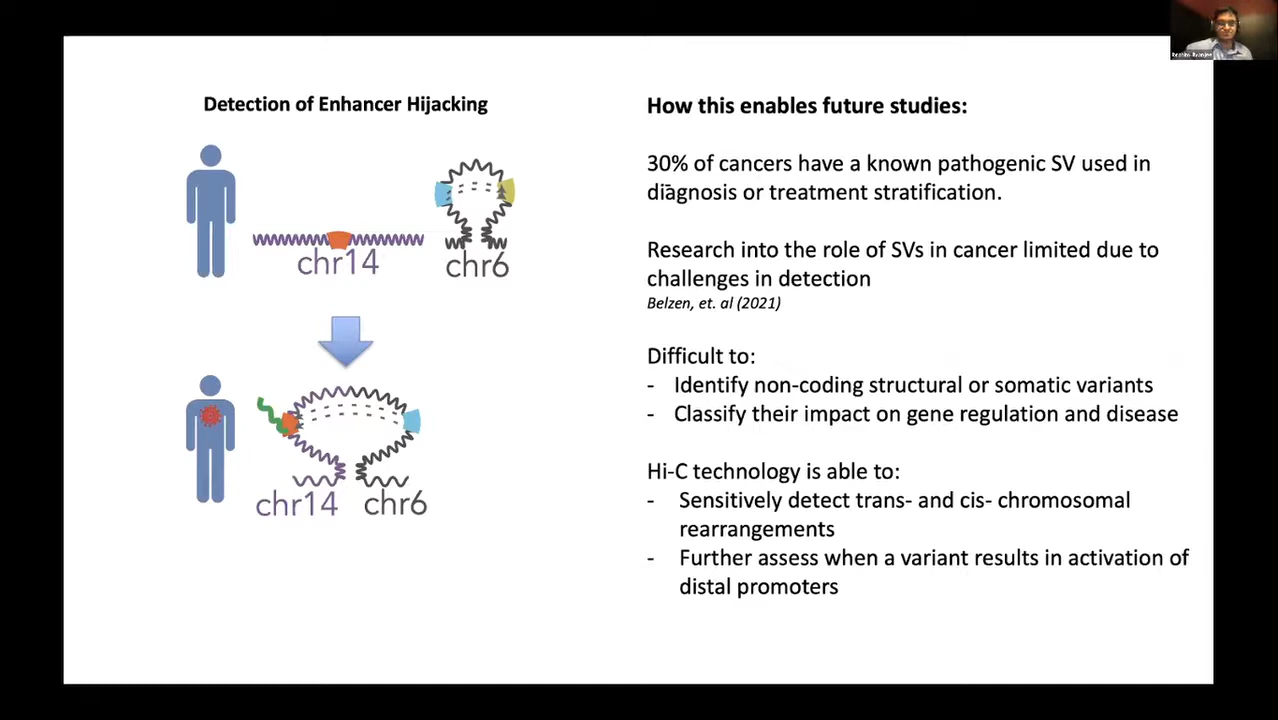 Detection of Enhancer Hijacking
chr14
chr6
chr14
chr6
How this enables future studies:
30% of cancers have a known pathogenic SV used in
diagnosis or treatment stratification.
Research into the role of SVs in cancer limited due to
challenges in detection
Belzen, et. al (2021)
Difficult to:
- Identify non-coding structural or somatic variants
- Classify their impact on gene regulation and disease
Hi-C technology is able to:
- Sensitively detect trans- and cis- chromosomal
rearrangements
- Further assess when a variant results in activation of
distal promoters